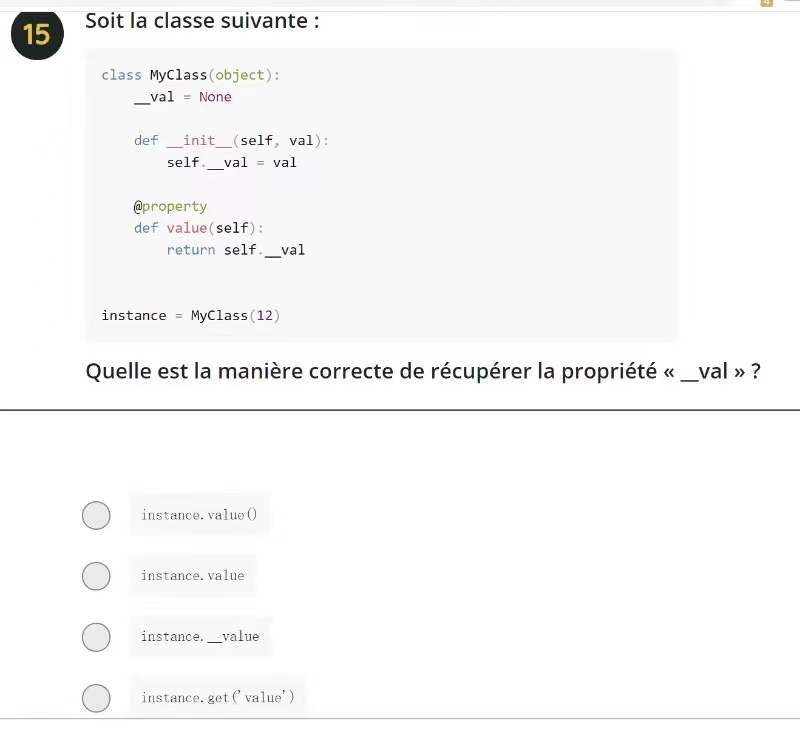 15
Soit la classe suivante :
class MyClass(object):
    __val = None
    def __init__(self, val):
        self.__val = val
    @property
    def value(self):
        return self.__val
instance = MyClass(12)
Quelle est la manière correcte de récupérer la propriété « __val » ?
instance.value()
instance.value
instance.__value
instance.get('value')